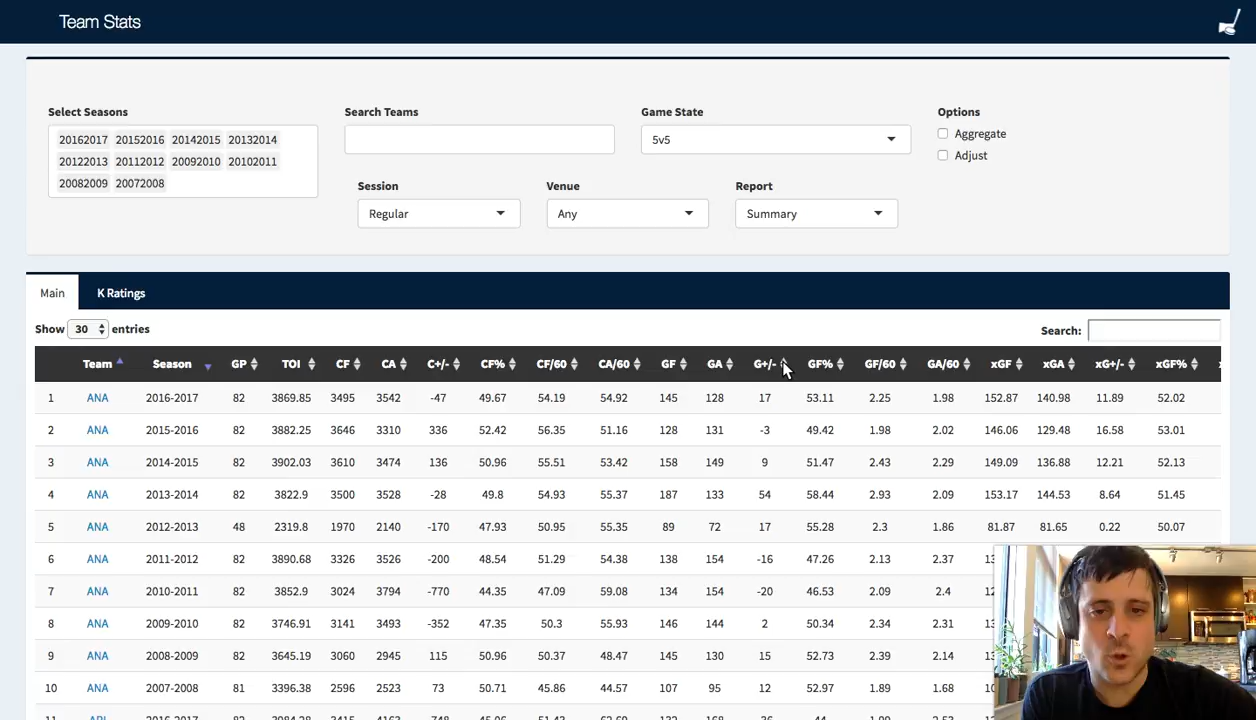 Team Stats
Select Seasons
Search Teams
Game State
Options
20162017 20152016 20142015 20132014
20122013 20112012 20092010 20102011
20082009 20072008
5v5
Aggregate
Adjust
Session
Venue
Report
Regular
Any
Summary
Main
K Ratings
Show 30 entries
Search:
Team Season GP TOI CF CA C+/- CF% CF/60 CA/60 GF GA G+/- GF% GF/60 GA/60 xGF xGA xG+/- xGF%
1 ANA 2016-2017 82 3869.85 3495 3542 -47 49.67 54.19 54.92 145 128 17 53.11 2.25 1.98 152.87 140.98 11.89 52.02
2 ANA 2015-2016 82 3882.25 3646 3310 336 52.42 56.35 51.16 128 131 -3 49.42 1.98 2.02 146.06 129.48 16.58 53.01
3 ANA 2014-2015 82 3902.03 3610 3474 136 50.96 55.51 53.42 158 149 9 51.47 2.43 2.29 149.09 136.88 12.21 52.13
4 ANA 2013-2014 82 3822.9 3500 3528 -28 49.8 54.93 55.37 187 133 54 58.44 2.93 2.09 153.17 144.53 8.64 51.45
5 ANA 2012-2013 48 2319.8 1970 2140 -170 47.93 50.95 55.35 89 72 17 55.28 2.3 1.86 81.87 81.65 0.22 50.07
6 ANA 2011-2012 82 3890.68 3326 3526 -200 48.54 51.29 54.38 138 154 -16 47.26 2.13 2.37
7 ANA 2010-2011 82 3852.9 3024 3794 -770 44.35 47.09 59.08 134 154 -20 46.53 2.09 2.4
8 ANA 2009-2010 82 3746.91 3141 3493 -352 47.35 50.3 55.93 146 144 2 50.34 2.34 2.31
9 ANA 2008-2009 82 3645.19 3060 2945 115 50.96 50.37 48.47 145 130 15 52.73 2.39 2.14
10 ANA 2007-2008 81 3396.38 2596 2523 73 50.71 45.86 44.57 107 95 12 52.97 1.89 1.68